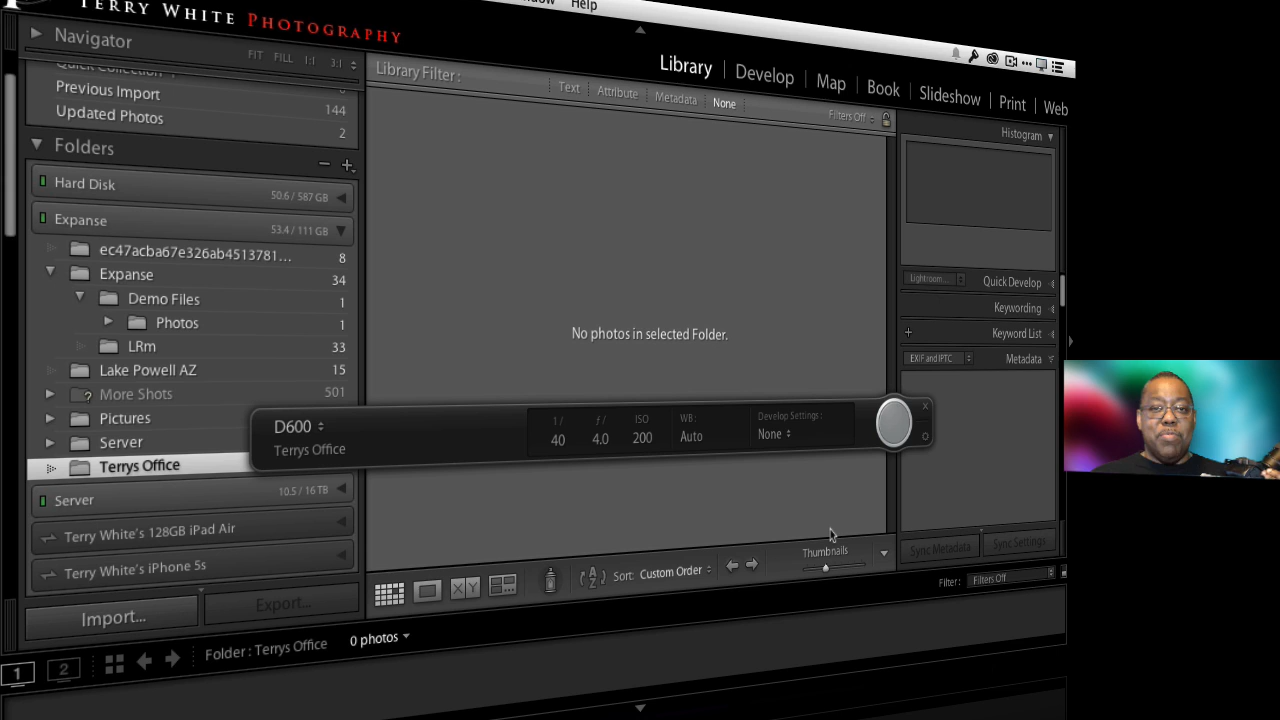 Window Help
TERRY WHITE PHOTOGRAPHY
Navigator FIT FILL 1:1 3:1
Library | Develop | Map | Book | Slideshow | Print | Web
Quick Collection
Previous Import 144
Updated Photos 2
Library Filter : Text Attribute Metadata None Filters Off
Histogram
Folders
Hard Disk 50.6 / 587 GB
Expanse 53.4 / 111 GB
ec47acba67e326ab4513781... 8
Expanse 34
Demo Files 1
Photos 1
LRm 33
Lake Powell AZ 15
More Shots 501
Pictures
Server
Terrys Office
Server 10.5 / 16 TB
Terry White's 128GB iPad Air
Terry White's iPhone 5s
Import... Export...
No photos in selected Folder.
D600
Terrys Office
1 / 40
f / 4.0
ISO 200
WB : Auto
Develop Settings : None
Lightroom... Quick Develop
Keywording
+ Keyword List
EXIF and IPTC Metadata
Sync Metadata Sync Settings
XY
A Z Sort: Custom Order
Thumbnails
Filter : Filters Off
1 2 Folder : Terrys Office 0 photos